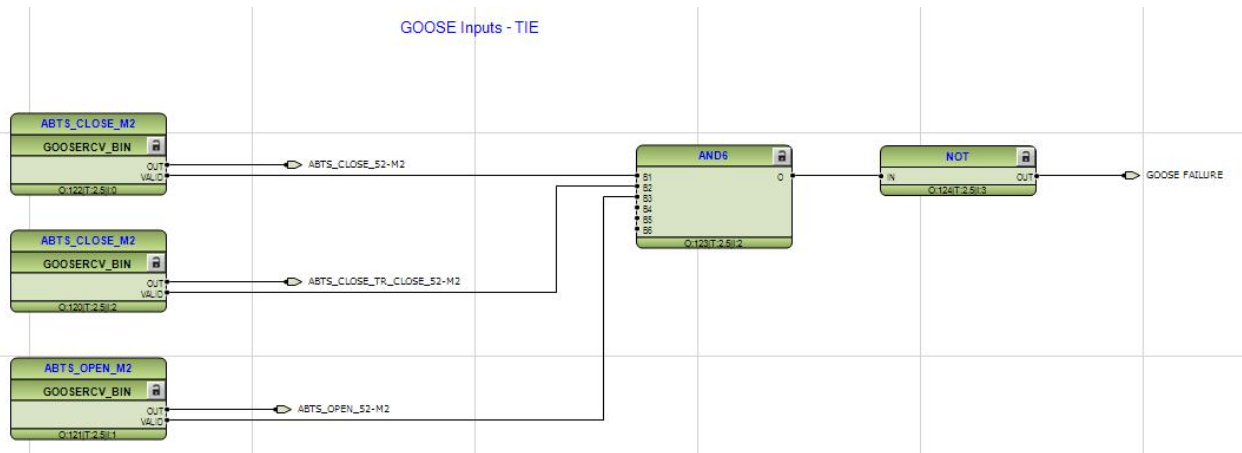 GOOSE Inputs - TIE
ABTS_CLOSE_M2
GOOSERCV_BIN
OUT
VALID
O:122|T:2.5|I:0
ABTS_CLOSE_52-M2
AND6
B1
B2
B3
B4
B5
B6
O
O:123|T:2.5|I:2
NOT
IN
OUT
O:124|T:2.5|I:3
GOOSE FAILURE
ABTS_CLOSE_M2
GOOSERCV_BIN
OUT
VALID
O:120|T:2.5|I:2
ABTS_CLOSE_TR_CLOSE_52-M2
ABTS_OPEN_M2
GOOSERCV_BIN
OUT
VALID
O:121|T:2.5|I:1
ABTS_OPEN_52-M2